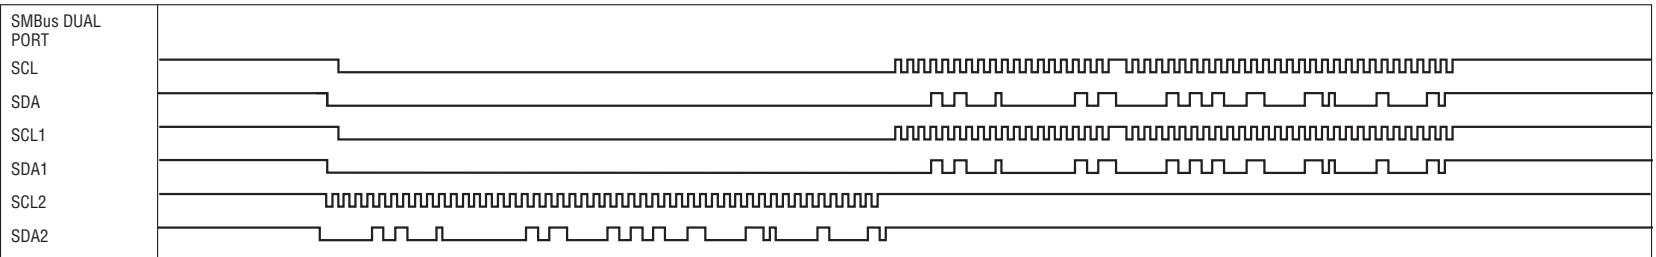 SMBus DUAL
PORT
SCL
SDA
SCL1
SDA1
SCL2
SDA2